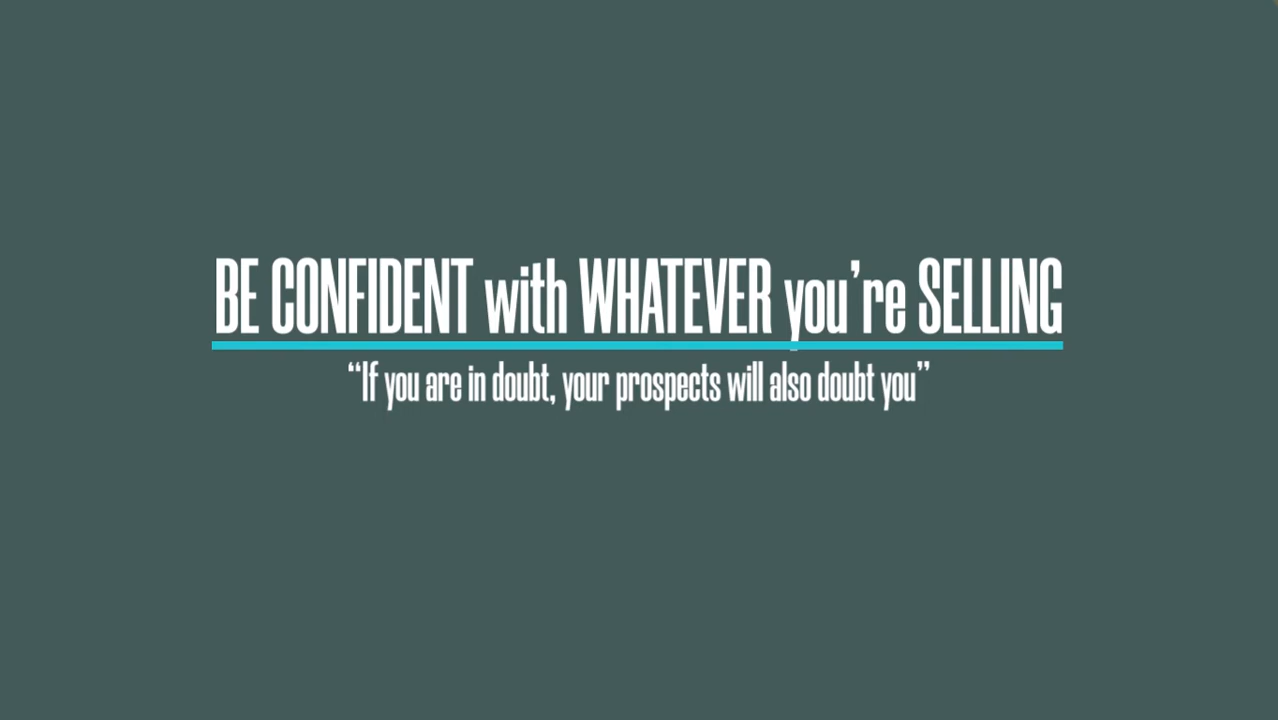 BE CONFIDENT with WHATEVER you’re SELLING
“If you are in doubt, your prospects will also doubt you”